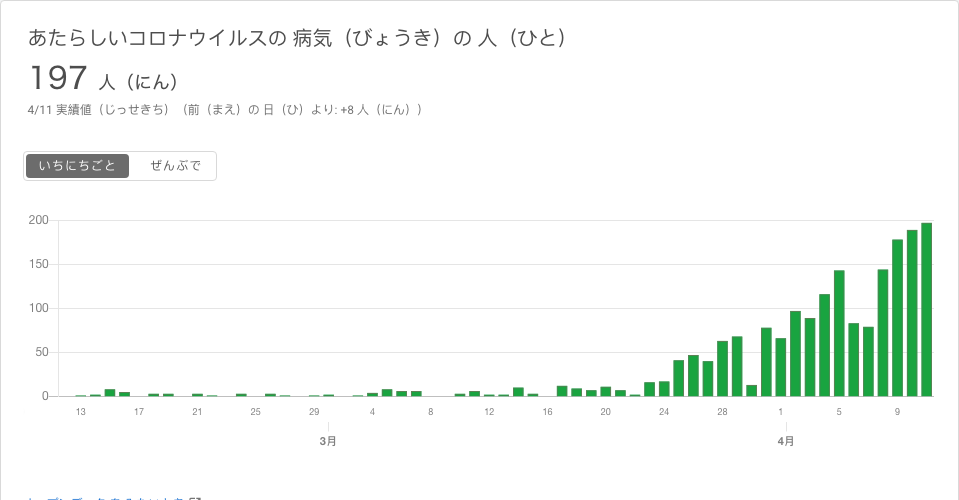 あたらしいコロナウイルスの 病気（びょうき）の 人（ひと）
197 人（にん）
4/11 実績値（じっせきち）（前（まえ）の 日（ひ）より: +8 人（にん））
いちにちごと ぜんぶで
200
150
100
50
0
13 17 21 25 29 4 8 12 16 20 24 28 1 5 9
3月 4月